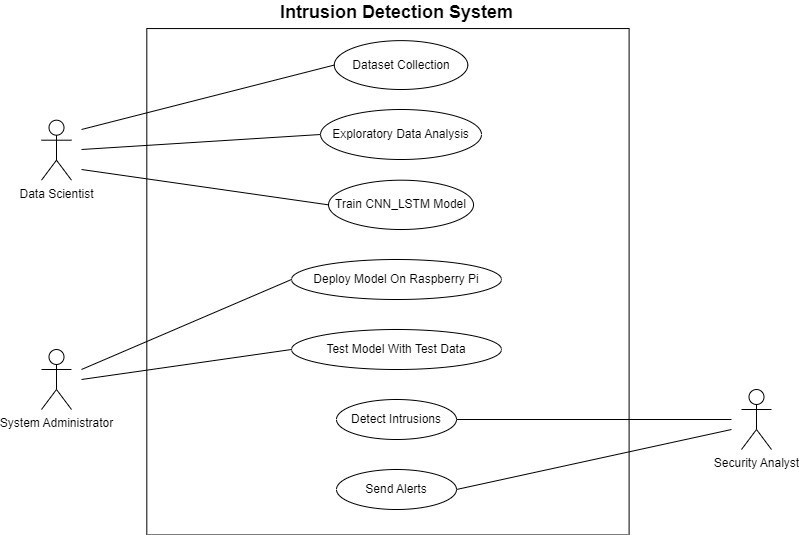 Intrusion Detection System
Dataset Collection
Exploratory Data Analysis
Data Scientist
Train CNN_LSTM Model
Deploy Model On Raspberry Pi
Test Model With Test Data
System Administrator
Detect Intrusions
Security Analyst
Send Alerts